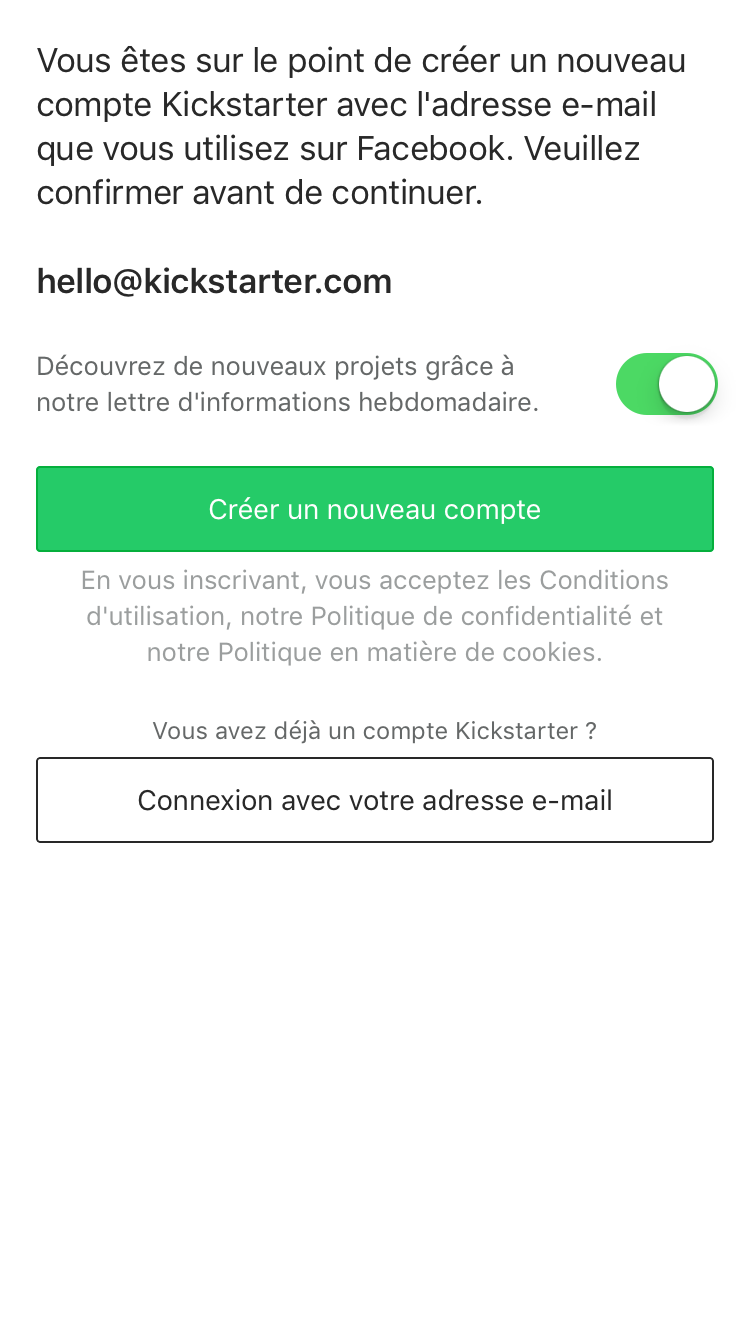 Vous êtes sur le point de créer un nouveau
compte Kickstarter avec l'adresse e-mail
que vous utilisez sur Facebook. Veuillez
confirmer avant de continuer.
hello@kickstarter.com
Découvrez de nouveaux projets grâce à
notre lettre d'informations hebdomadaire.
Créer un nouveau compte
En vous inscrivant, vous acceptez les Conditions
d'utilisation, notre Politique de confidentialité et
notre Politique en matière de cookies.
Vous avez déjà un compte Kickstarter ?
Connexion avec votre adresse e-mail